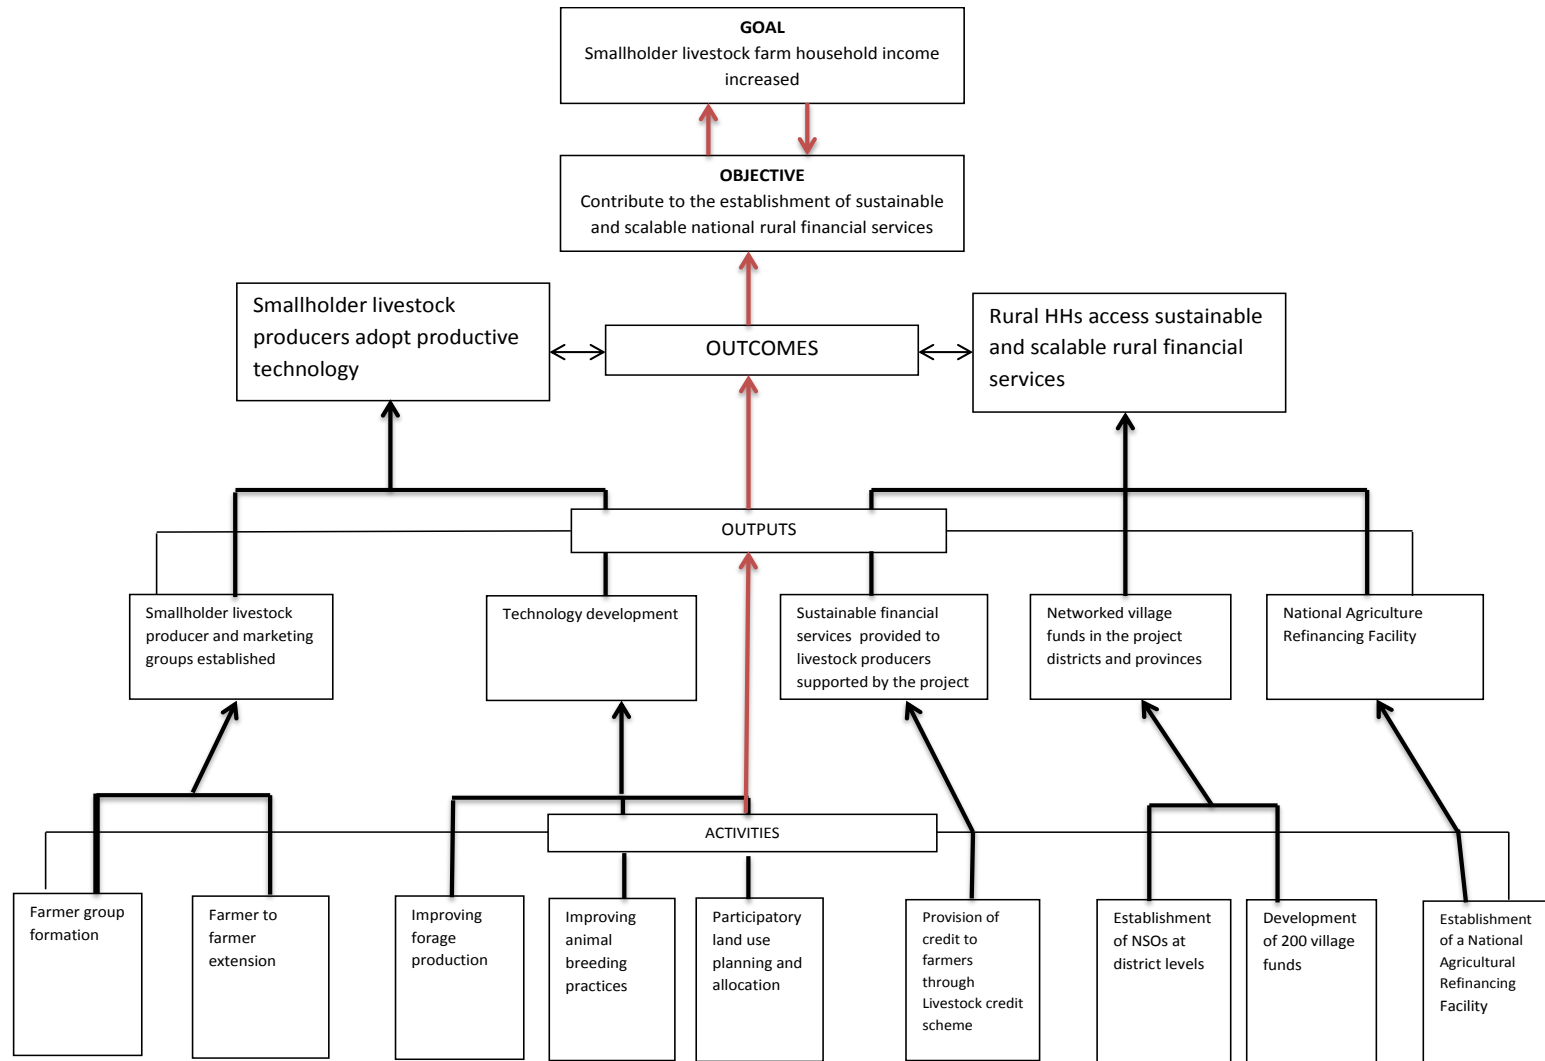 GOAL
Smallholder livestock farm household income
increased
OBJECTIVE
Contribute to the establishment of sustainable
and scalable national rural financial services
Smallholder livestock
producers adopt productive
technology
OUTCOMES
Rural HHs access sustainable
and scalable rural financial
services
OUTPUTS
Smallholder livestock
producer and marketing
groups established
Technology development
Sustainable financial
services provided to
livestock producers
supported by the project
Networked village
funds in the project
districts and provinces
National Agriculture
Refinancing Facility
ACTIVITIES
Farmer group
formation
Farmer to
farmer
extension
Improving
forage
production
Improving
animal
breeding
practices
Participatory
land use
planning and
allocation
Provision of
credit to
farmers
through
Livestock credit
scheme
Establishment
of NSOs at
district levels
Development
of 200 village
funds
Establishment
of a National
Agricultural
Refinancing
Facility